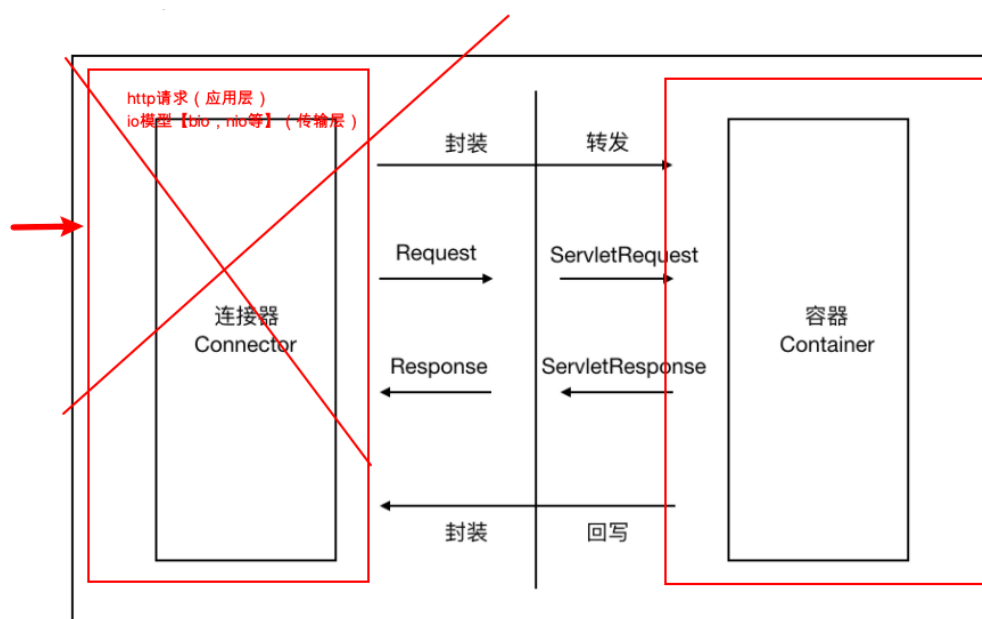 http请求（应用层）
io模型【bio，nio等】（传输层）
封装
转发
Request
ServletRequest
连接器
Connector
容器
Container
Response
ServletResponse
封装
回写